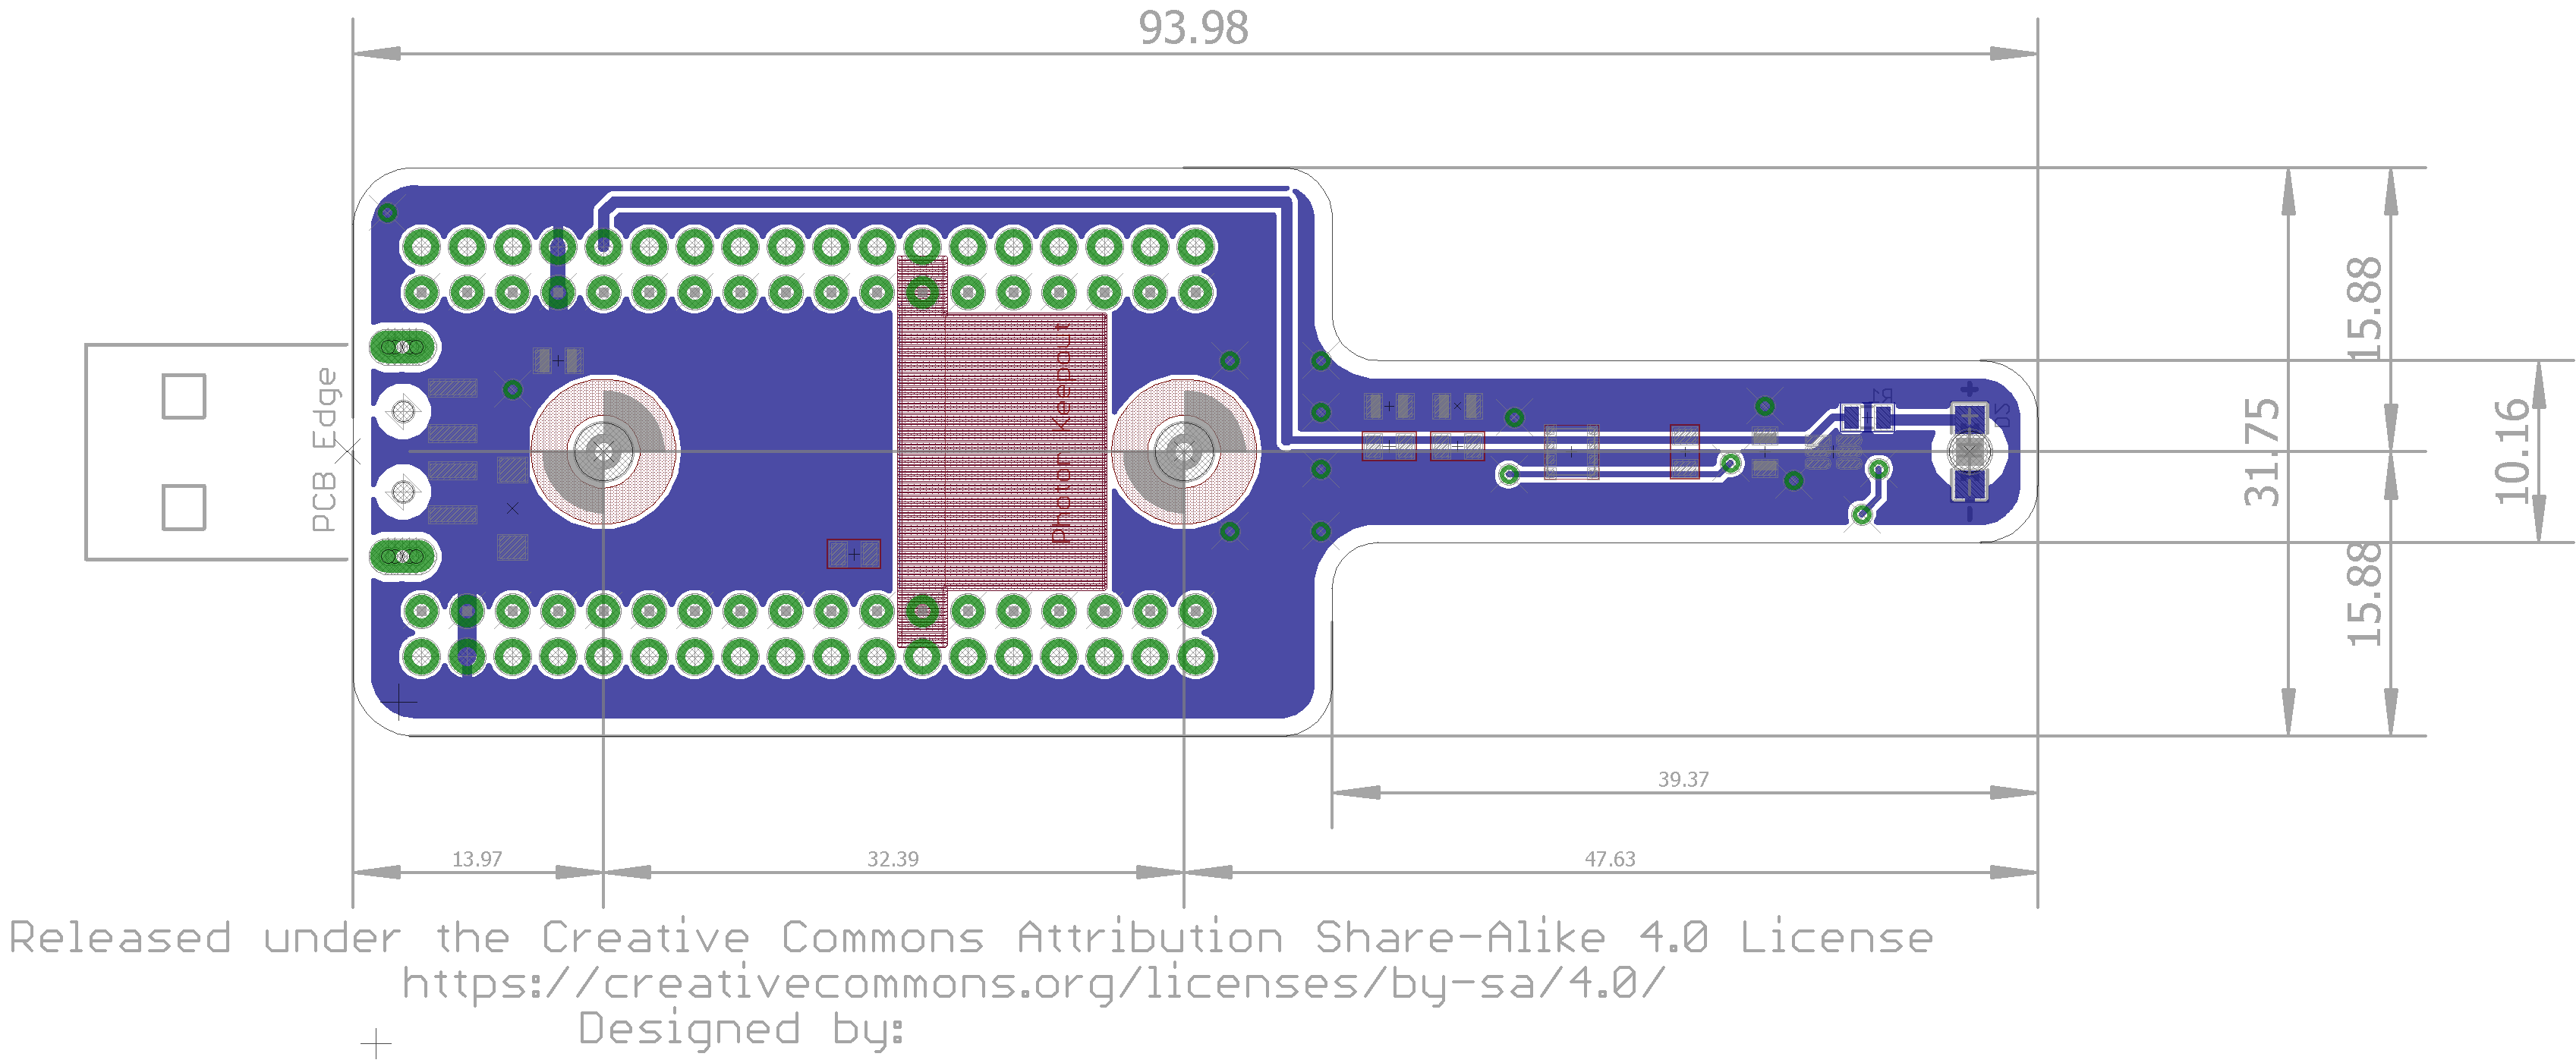 93.98
15.88
PCB Edge
Photon Keepout
R1
+
D2
-
31.75
10.16
15.88
39.37
13.97
32.39
47.63
Released under the Creative Commons Attribution Share-Alike 4.0 License
https://creativecommons.org/licenses/by-sa/4.0/
Designed by: